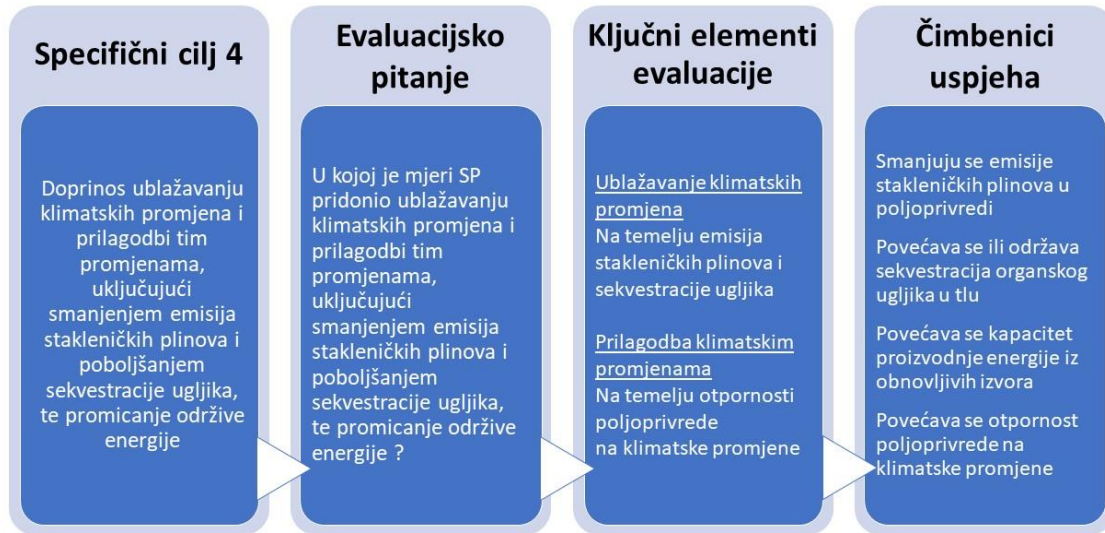 Specifični cilj 4
Doprinos ublažavanju
klimatskih promjena i
prilagodbi tim
promjenama,
uključujući
smanjenjem emisija
stakleničkih plinova i
poboljšanjem
sekvestracije ugljika,
te promicanje održive
energije
Evaluacijsko
pitanje
U kojoj je mjeri SP
pridonio ublažavanju
klimatskih promjena i
prilagodbi tim
promjenama,
uključujući
smanjenjem emisija
stakleničkih plinova i
poboljšanjem
sekvestracije ugljika,
te promicanje održive
energije ?
Ključni elementi
evaluacije
Ublažavanje klimatskih
promjena
Na temelju emisija
stakleničkih plinova i
sekvestracije ugljika
Prilagodba klimatskim
promjenama
Na temelju otpornosti
poljoprivrede
na klimatske promjene
Čimbenici
uspjeha
Smanjuju se emisije
stakleničkih plinova u
poljoprivredi
Povećava se ili održava
sekvestracija organskog
ugljika u tlu
Povećava se kapacitet
proizvodnje energije iz
obnovljivih izvora
Povećava se otpornost
poljoprivrede na
klimatske promjene